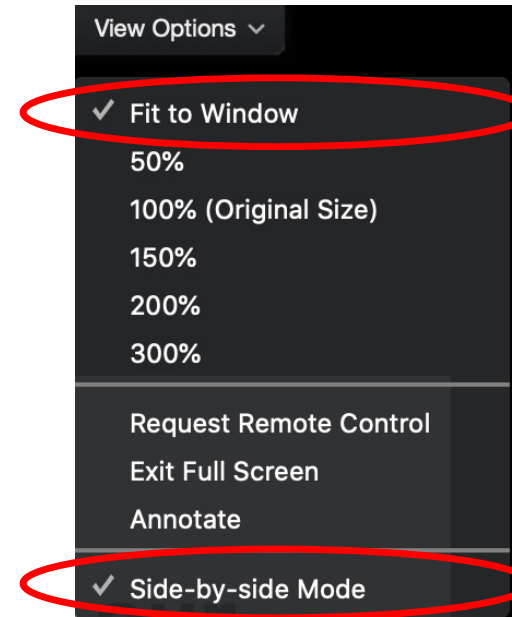 View Options
Fit to Window
50%
100% (Original Size)
150%
200%
300%
Request Remote Control
Exit Full Screen
Annotate
Side-by-side Mode